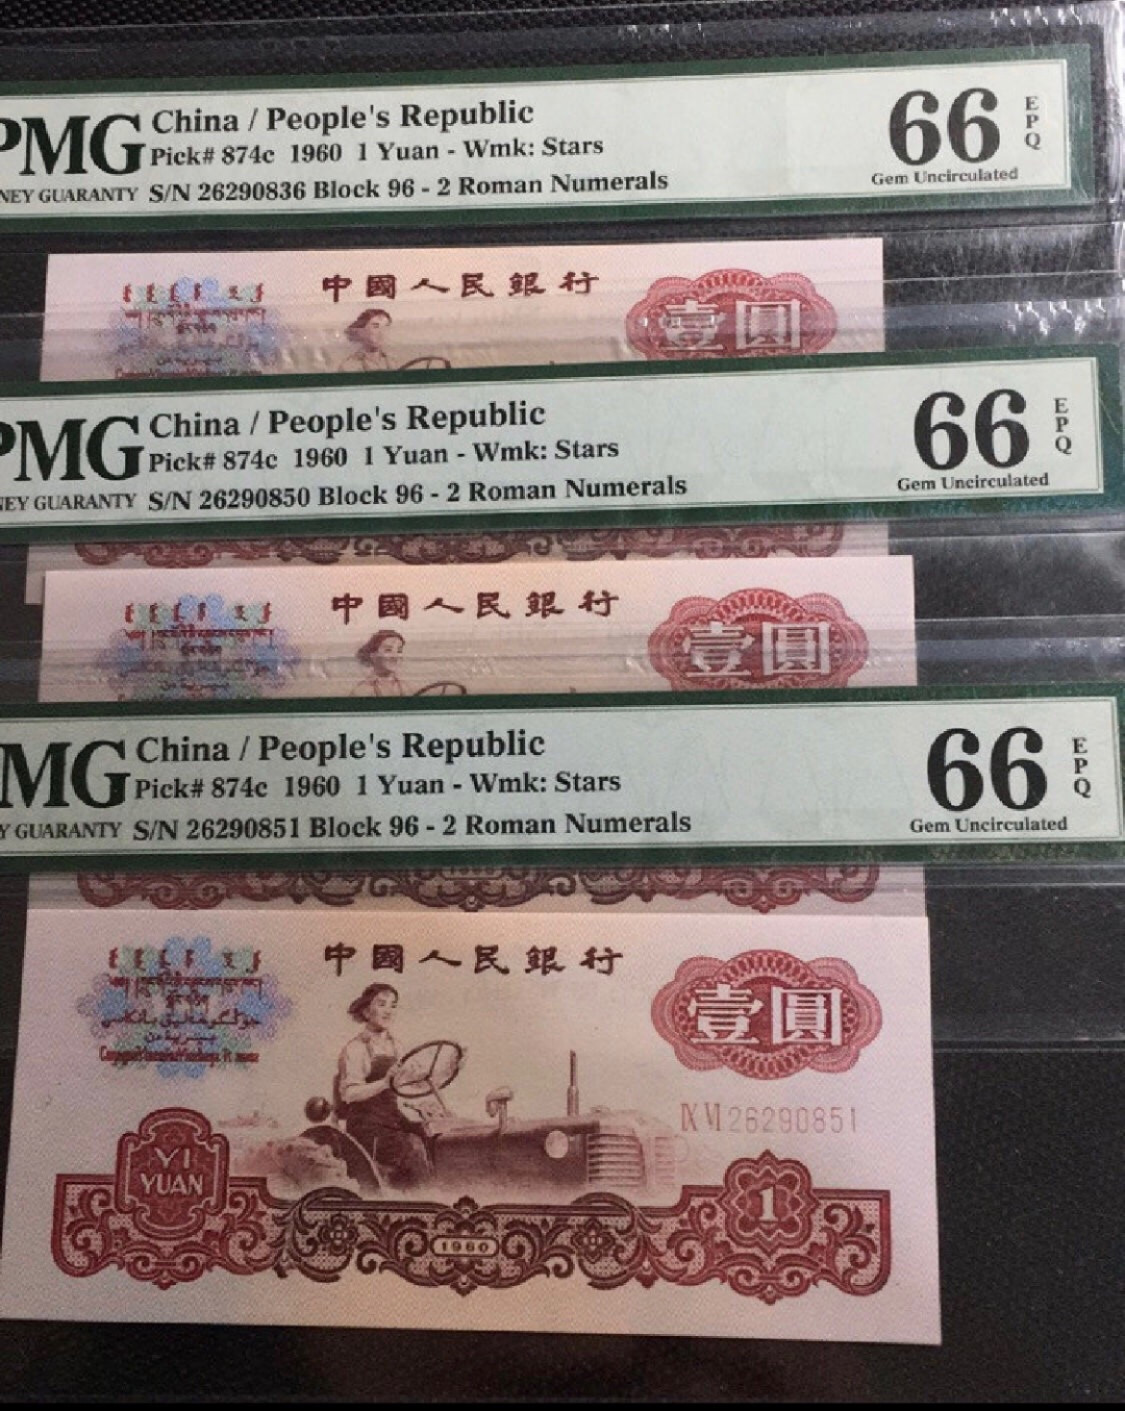 PMG China / People's Republic
Pick# 874c 1960 1 Yuan - Wmk: Stars
GUARANTY S/N 26290836 Block 96 - 2 Roman Numerals
66 EPQ
Gem Uncirculated
中國人民銀行
壹圓
PMG China / People's Republic
Pick# 874c 1960 1 Yuan - Wmk: Stars
GUARANTY S/N 26290850 Block 96 - 2 Roman Numerals
66 EPQ
Gem Uncirculated
中國人民銀行
壹圓
MG China / People's Republic
Pick# 874c 1960 1 Yuan - Wmk: Stars
GUARANTY S/N 26290851 Block 96 - 2 Roman Numerals
66 EPQ
Gem Uncirculated
中國人民銀行
壹圓
IX VI 26290851
YI
YUAN
1
1960